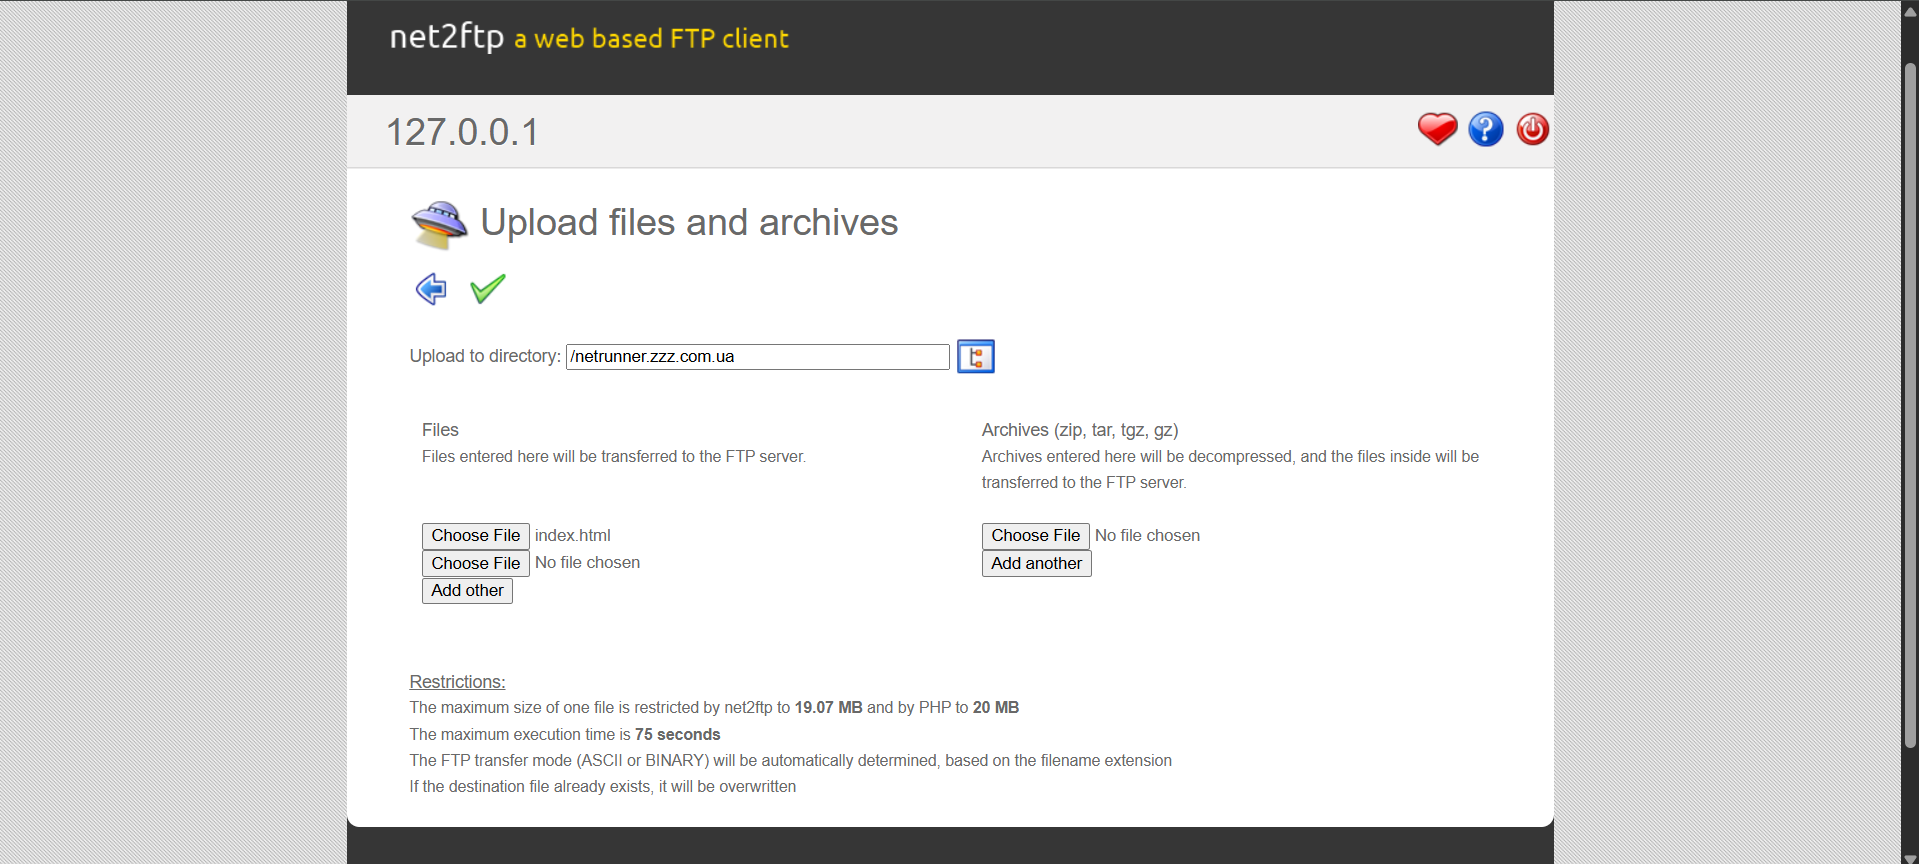 net2ftp a web based FTP client
127.0.0.1
Upload files and archives
Upload to directory: /netrunner.zzz.com.ua
Files
Files entered here will be transferred to the FTP server.
Choose File index.html
Choose File No file chosen
Add other
Archives (zip, tar, tgz, gz)
Archives entered here will be decompressed, and the files inside will be
transferred to the FTP server.
Choose File No file chosen
Add another
Restrictions:
The maximum size of one file is restricted by net2ftp to 19.07 MB and by PHP to 20 MB
The maximum execution time is 75 seconds
The FTP transfer mode (ASCII or BINARY) will be automatically determined, based on the filename extension
If the destination file already exists, it will be overwritten